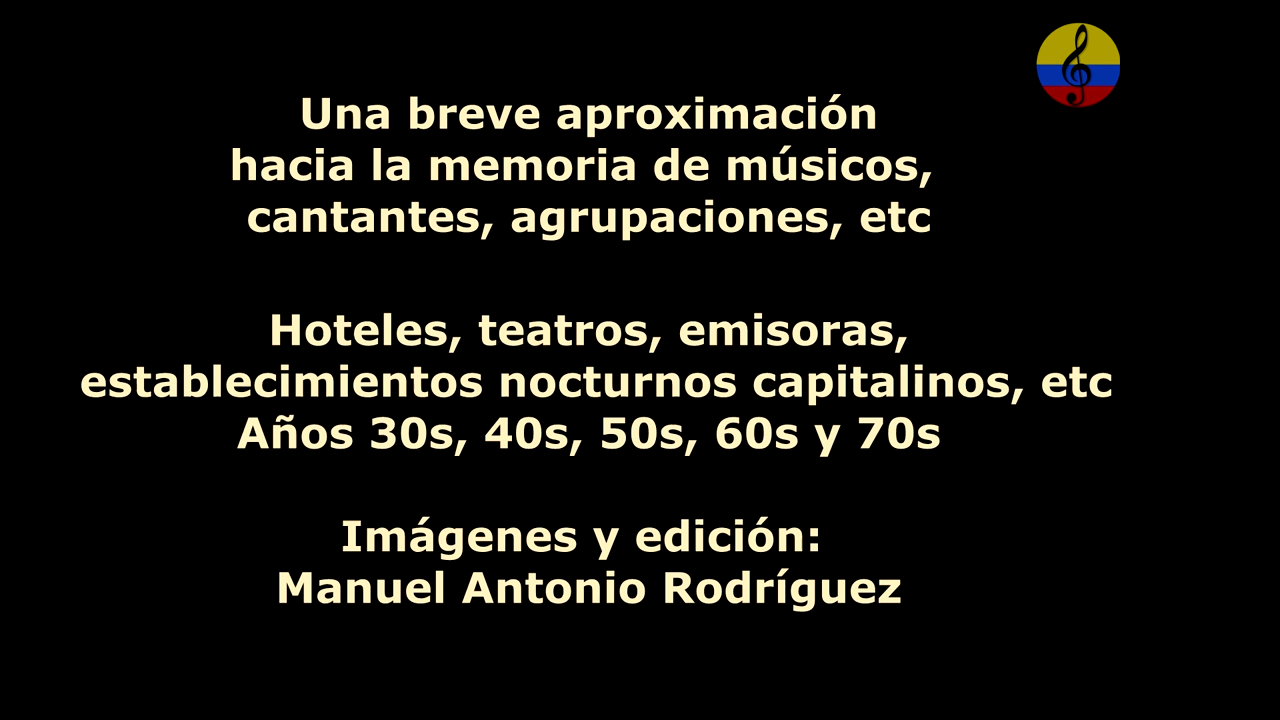 Una breve aproximación
hacia la memoria de músicos,
cantantes, agrupaciones, etc
Hoteles, teatros, emisoras,
establecimientos nocturnos capitalinos, etc
Años 30s, 40s, 50s, 60s y 70s
Imágenes y edición:
Manuel Antonio Rodríguez